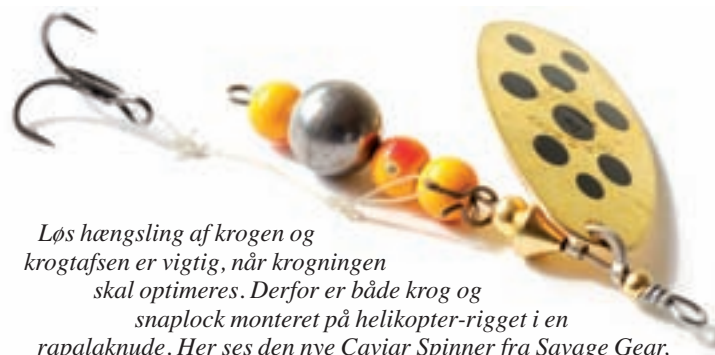 Løs hængsling af krogen og
krogtafsen er vigtig, når krogningen
skal optimeres. Derfor er både krog og
snaplock monteret på helikopter-rigget i en
rapalaknude. Her ses den nye Caviar Spinner fra Savage Gear.